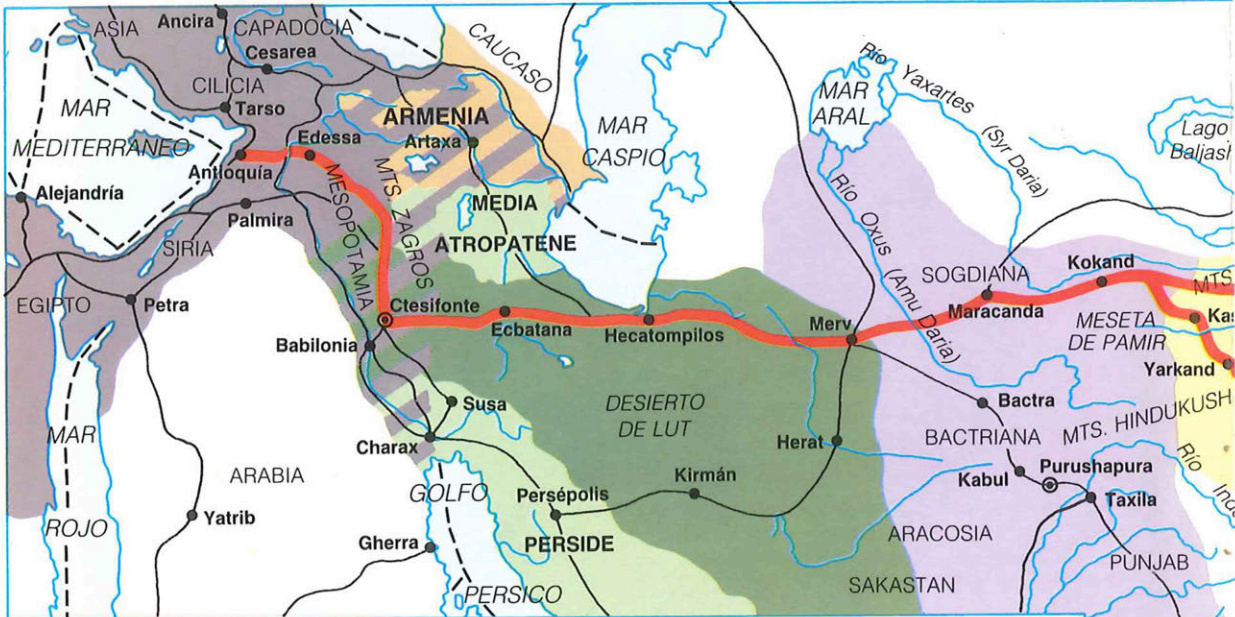 ASIA
Ancira
CAPADOCIA
Cesarea
CILICIA
Tarso
MAR
MEDITERRÁNEO
Alejandría
Antioquía
Edessa
Palmira
SIRIA
EGIPTO
Petra
MAR
ROJO
ARABIA
Yatrib
CAUCASO
ARMENIA
Artaxa
MAR
CASPIO
MESOPOTAMIA
MTS. ZAGROS
MEDIA
ATROPATENE
Ctesifonte
Babilonia
Ecbatana
Hecatompilos
Susa
Charax
GOLFO
PERSICO
Gherra
Persépolis
PERSIDE
Kirmán
DESIERTO
DE LUT
Herat
Merv
MAR
ARAL
Río Yaxartes (Syr Daria)
Río Oxus (Amu Daria)
Lago
SOGDIANA
Maracanda
Kokand
MTS.
MESETA
DE PAMIR
Yarkand
Bactra
BACTRIANA
MTS. HINDUKUSH
Kabul
Purushapura
Taxila
Río
ARACOSIA
PUNJAB
SAKASTAN